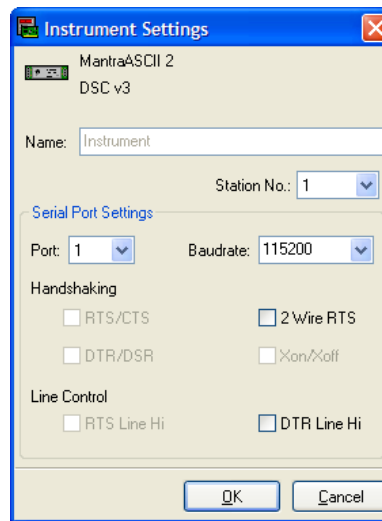 Instrument Settings
MantraASCII 2
DSC v3
Name: Instrument
Station No.: 1
Serial Port Settings
Port: 1 Baudrate: 115200
Handshaking
RTS/CTS 2 Wire RTS
DTR/DSR Xon/Xoff
Line Control
RTS Line Hi DTR Line Hi
OK Cancel